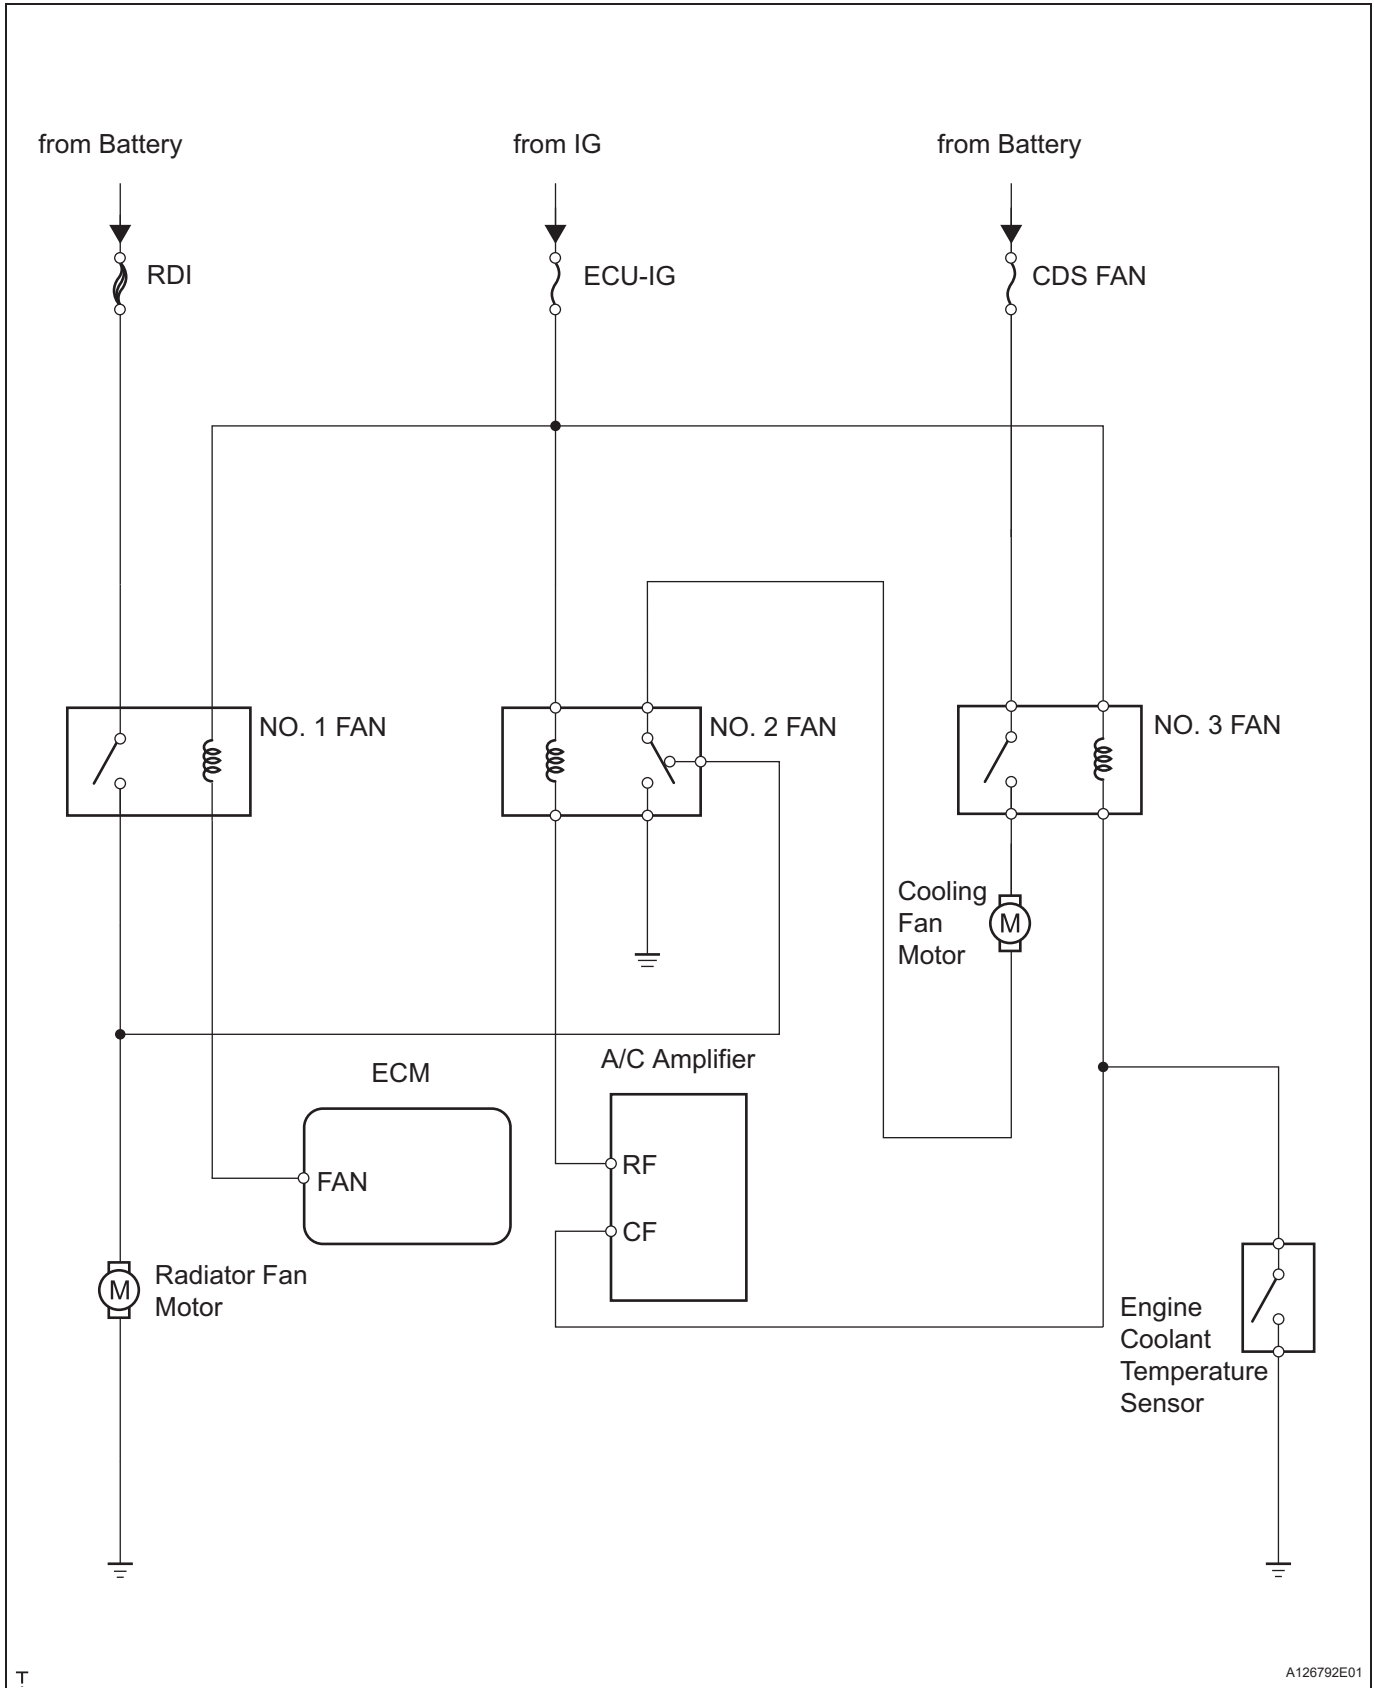 from Battery
from IG
from Battery
RDI
ECU-IG
CDS FAN
NO. 1 FAN
NO. 2 FAN
NO. 3 FAN
Cooling
Fan
Motor
M
ECM
A/C Amplifier
FAN
RF
CF
M
Radiator Fan
Motor
Engine
Coolant
Temperature
Sensor
A126792E01